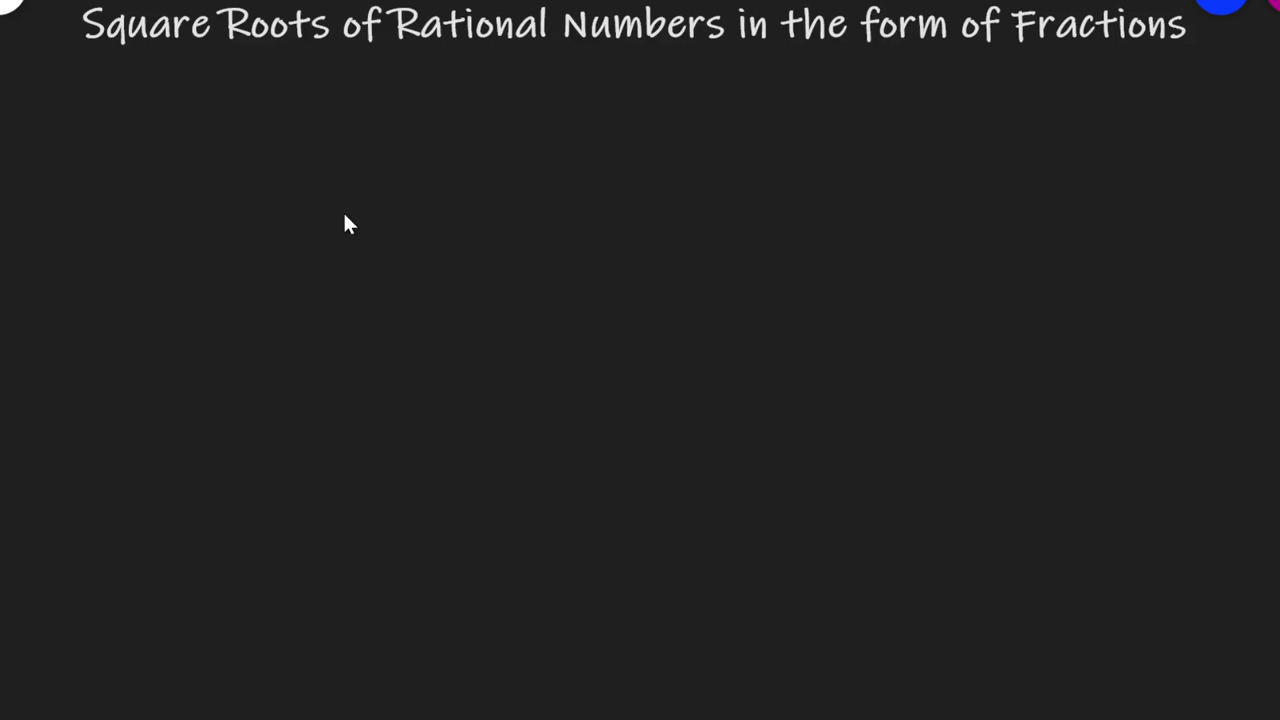 Square Roots of Rational Numbers in the form of Fractions